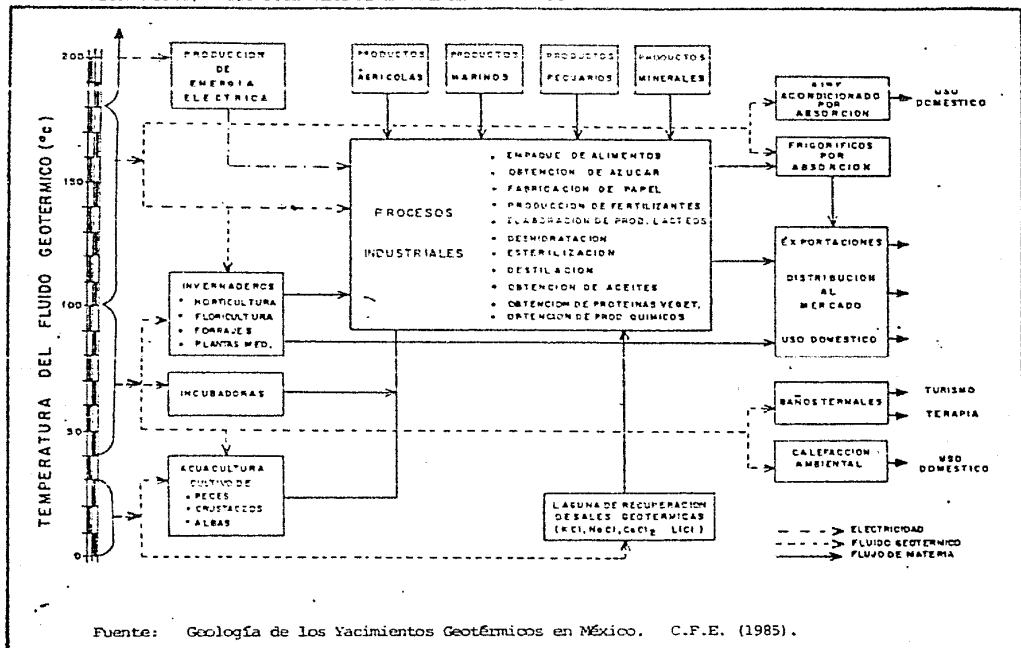 TEMPERATURA DEL FLUIDO GEOTERMICO (°C)
200
150
100
50
0
PRODUCCION
DE
ENERGIA
ELECTRICA
PRODUCTOS
AGRICOLAS
PRODUCTOS
MARINOS
PRODUCTOS
PECUARIOS
PRODUCTOS
MINERALES
AIRE
ACONDICIONADO
POR
ABSORCION
USO
DOMESTICO
FRIGORIFICOS
POR
ABSORCION
PROCESOS
INDUSTRIALES
• EMPAQUE DE ALIMENTOS
• OBTENCION DE AZUCAR
• FABRICACION DE PAPEL
• PRODUCCION DE FERTILIZANTES
• ELABORACION DE PROD. LACTEOS
• DESHIDRATACION
• ESTERILIZACION
• DESTILACION
• OBTENCION DE ACEITES
• OBTENCION DE PROTEINAS VEGET.
• OBTENCION DE PROD QUIMICOS
EXPORTACIONES
DISTRIBUCION
AL
MERCADO
USO DOMESTICO
INVERNADEROS
• HORTICULTURA
• FLORICULTURA
• FORRAJES
• PLANTAS MED.
INCUBADORAS
BAÑOS TERMALES
TURISMO
TERAPIA
CALEFACCION
AMBIENTAL
USO
DOMESTICO
ACUACULTURA
CULTIVO DE
• PECES
• CRUSTACEOS
• ALGAS
LAGUNA DE RECUPERACION
DE SALES GEOTERMICAS
(KCl, NaCl, CaCl₂ LiCl)
ELECTRICIDAD
FLUIDO GEOTERMICO
FLUJO DE MATERIA
Fuente: Geología de los Yacimientos Geotérmicos en México. C.F.E. (1985).